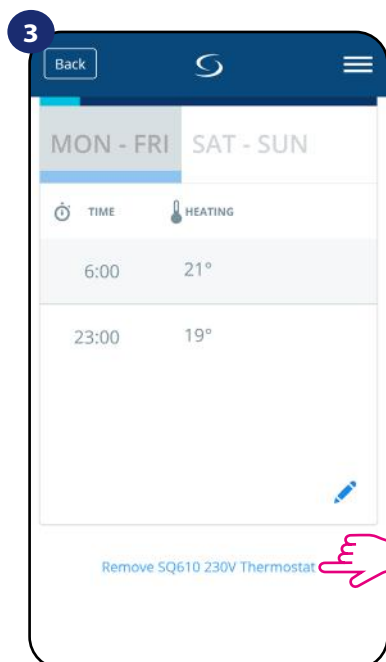 3
Back
MON - FRI SAT - SUN
TIME HEATING
6:00 21°
23:00 19°
Remove SQ610 230V Thermostat